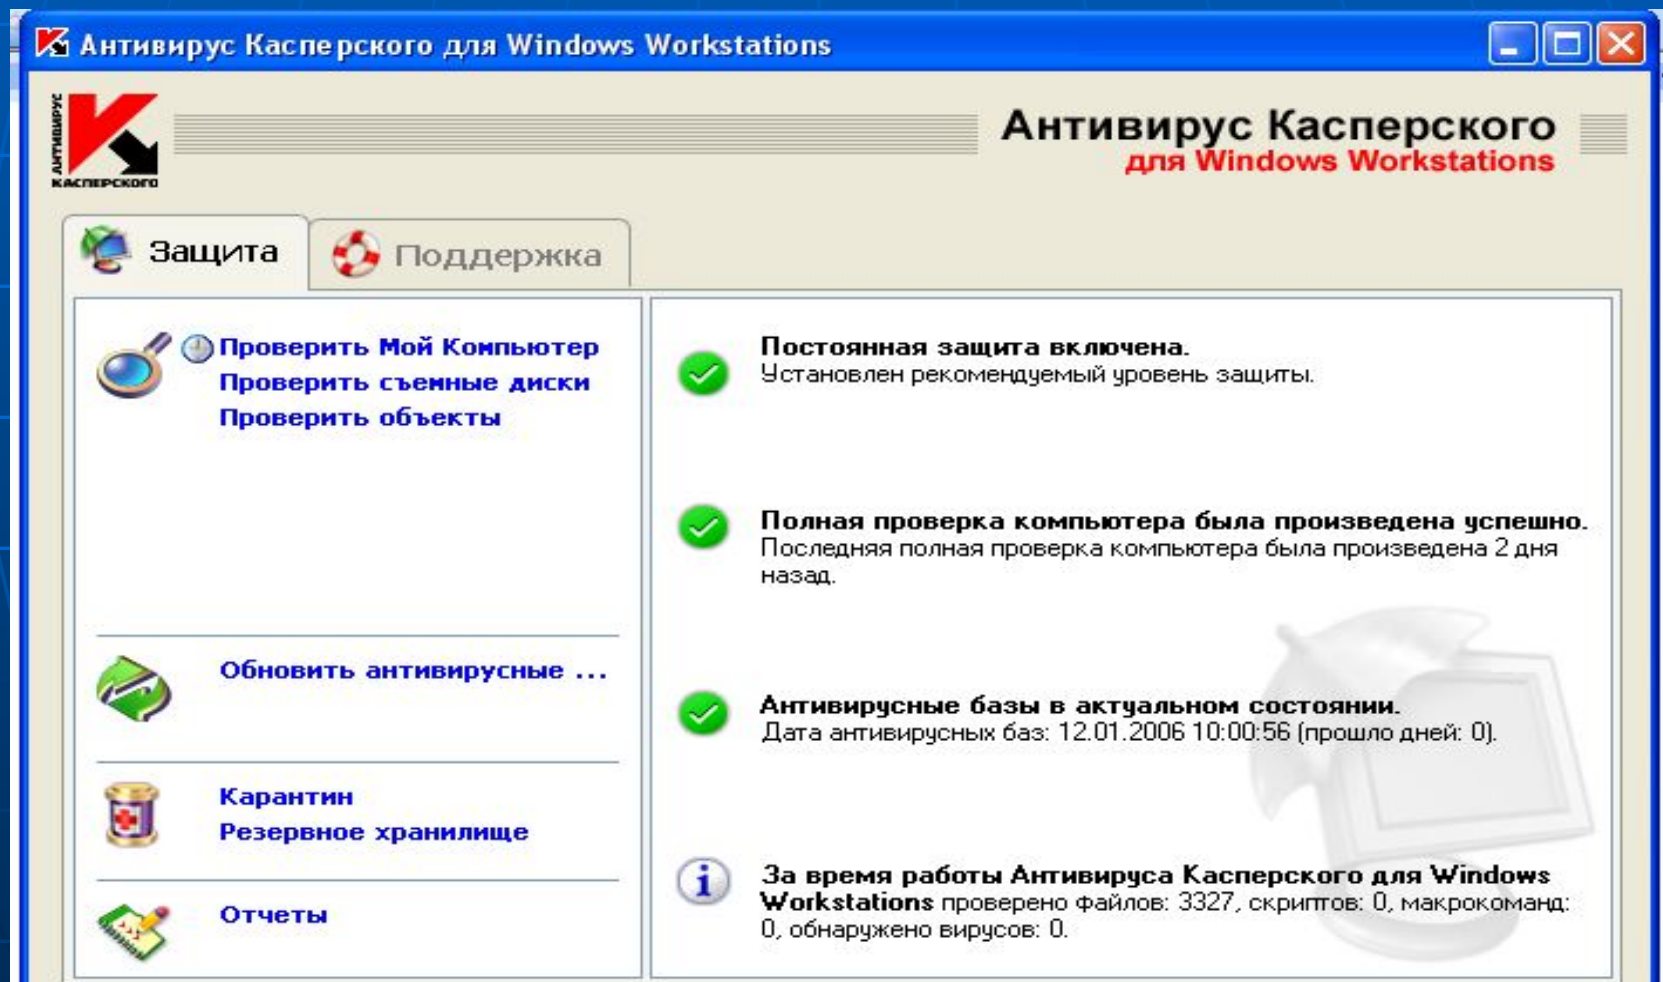 Антивирус Касперского для Windows Workstations
АНТИВИРУС
КАСПЕРСКОГО
Антивирус Касперского
для Windows Workstations
Защита
Поддержка
Проверить Мой Компьютер
Проверить съемные диски
Проверить объекты
Обновить антивирусные ...
Карантин
Резервное хранилище
Отчеты
Постоянная защита включена.
Установлен рекомендуемый уровень защиты.
Полная проверка компьютера была произведена успешно.
Последняя полная проверка компьютера была произведена 2 дня
назад.
Антивирусные базы в актуальном состоянии.
Дата антивирусных баз: 12.01.2006 10:00:56 (прошло дней: 0).
За время работы Антивируса Касперского для Windows
Workstations проверено файлов: 3327, скриптов: 0, макрокоманд:
0, обнаружено вирусов: 0.